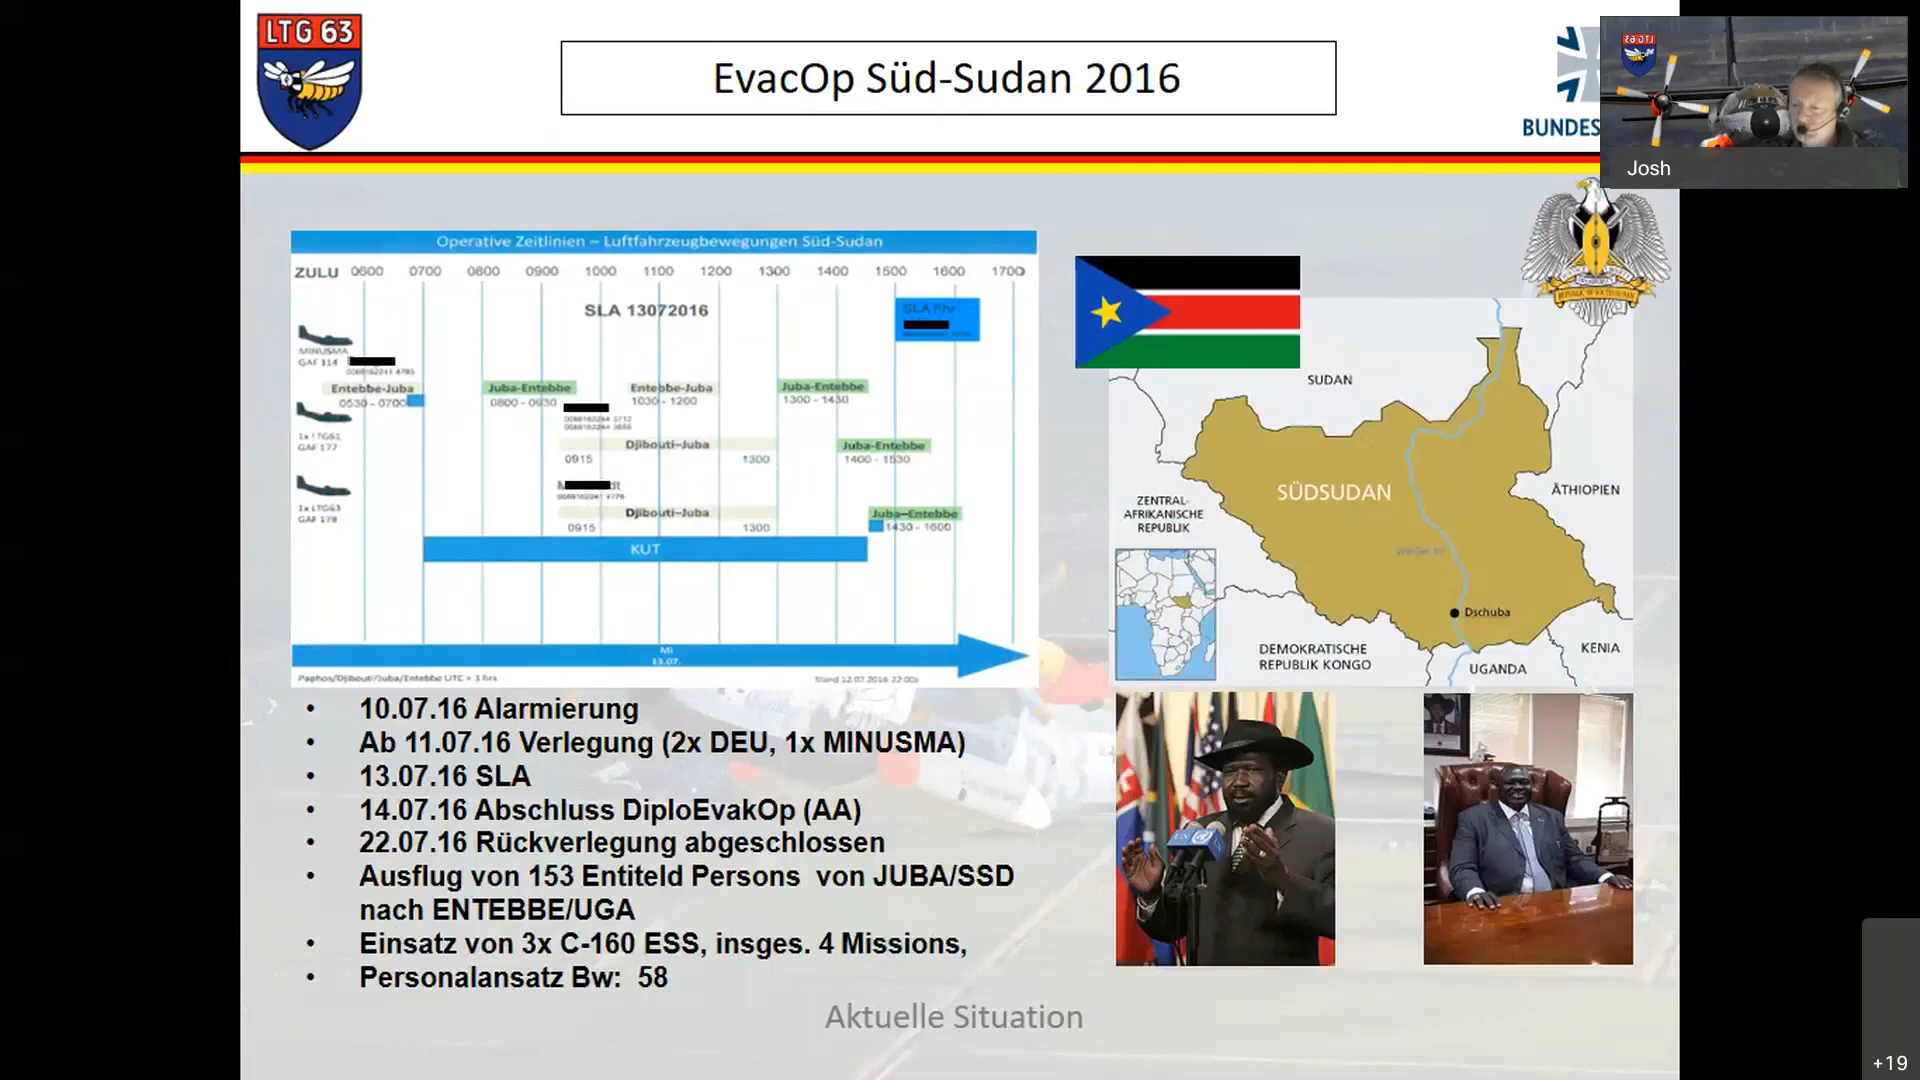 LTG 63
EvacOp Süd-Sudan 2016
BUNDES
Josh
Operative Zeitlinien – Luftfahrzeugbewegungen Süd-Sudan
ZULU 0600 0700 0800 0900 1000 1100 1200 1300 1400 1500 1600 1700
SLA 13072016
SLA Fhr
MINUSMA
GAF 114
Entebbe-Juba Juba-Entebbe Entebbe-Juba Juba-Entebbe
0530 - 0700 0800 - 0930 1030 - 1200 1300 - 1430
1x LTG61
GAF 177
Djibouti–Juba Juba-Entebbe
0915 1300 1400 - 1530
1x LTG63
GAF 178
Djibouti–Juba Juba–Entebbe
0915 1300 1430 - 1600
KUT
Mi
13.07.
Paphos/Djibouti/Juba/Entebbe UTC + 3 hrs Stand 12.07.2016 22:00a
SUDAN
SÜDSUDAN
ÄTHIOPIEN
ZENTRAL-
AFRIKANISCHE
REPUBLIK
Dschuba
DEMOKRATISCHE
REPUBLIK KONGO
UGANDA
KENIA
• 10.07.16 Alarmierung
• Ab 11.07.16 Verlegung (2x DEU, 1x MINUSMA)
• 13.07.16 SLA
• 14.07.16 Abschluss DiploEvakOp (AA)
• 22.07.16 Rückverlegung abgeschlossen
• Ausflug von 153 Entiteld Persons von JUBA/SSD
nach ENTEBBE/UGA
• Einsatz von 3x C-160 ESS, insges. 4 Missions,
• Personalansatz Bw: 58
Aktuelle Situation
+19